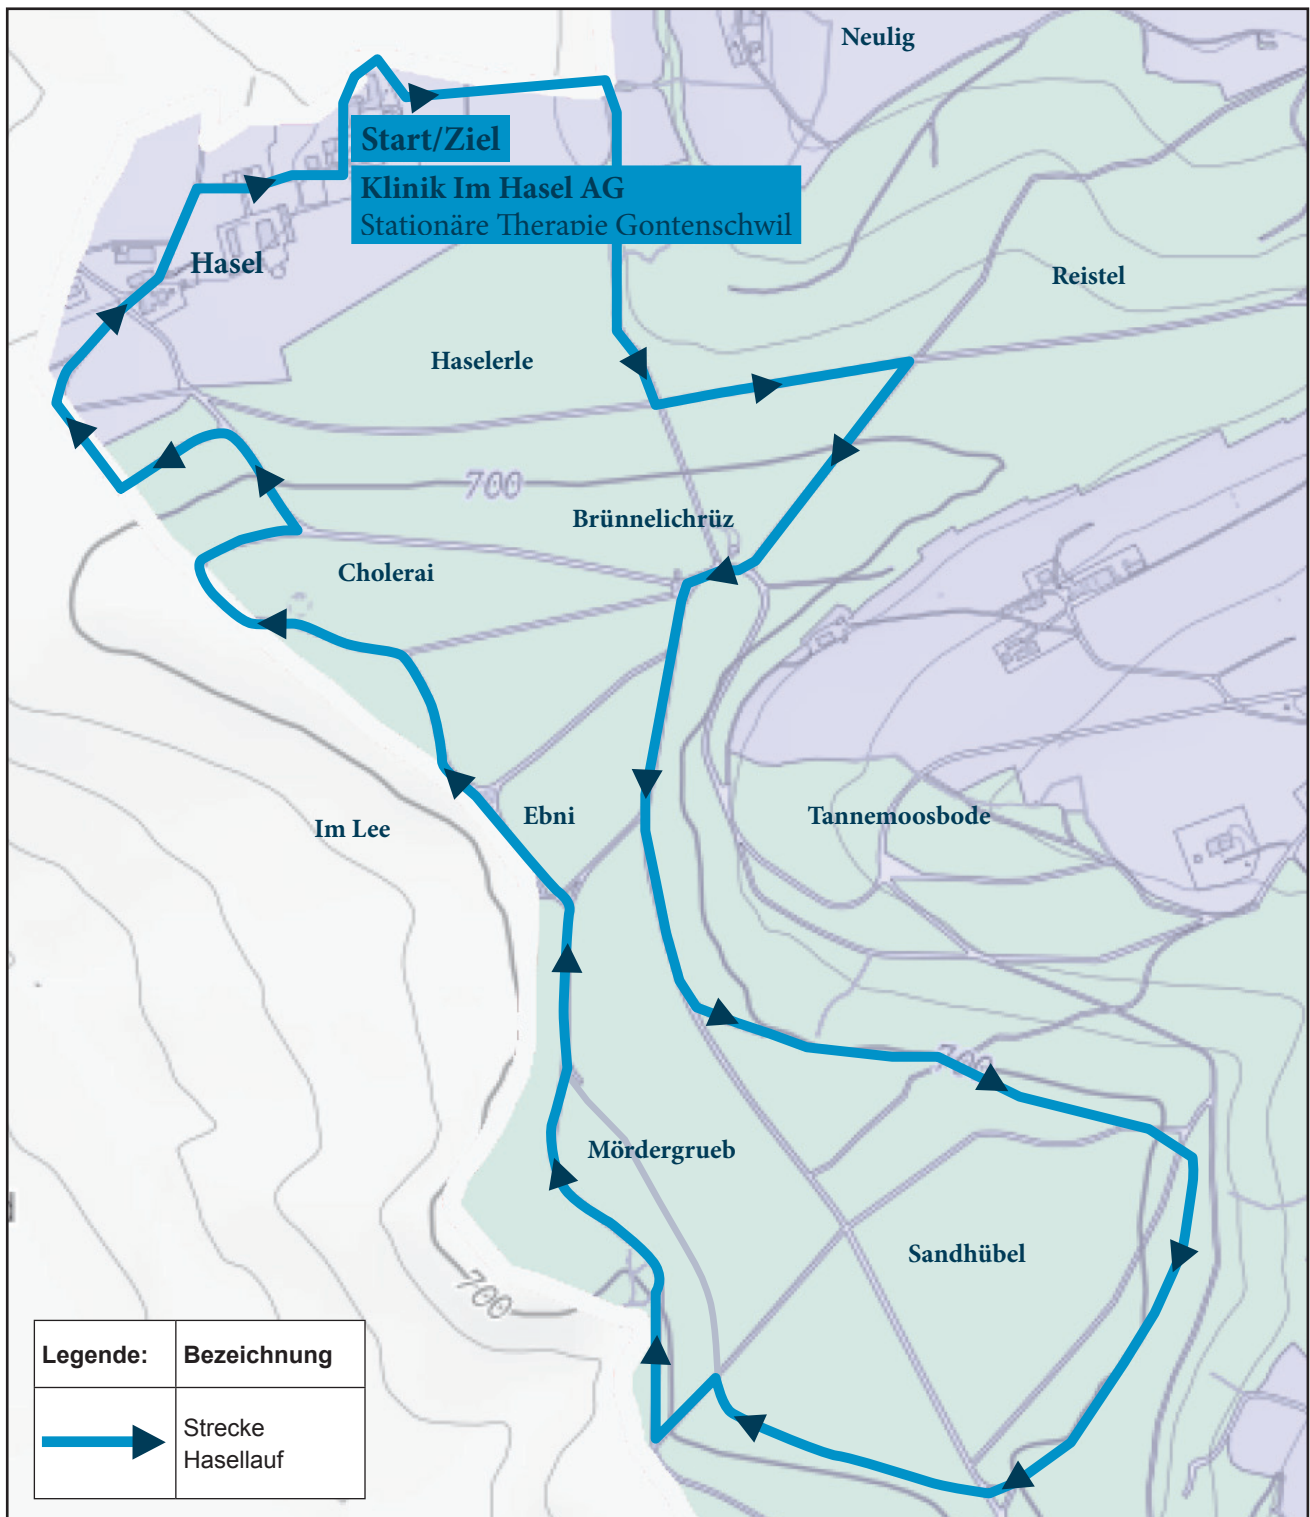 Neulig
Start/Ziel
Klinik Im Hasel AG
Stationäre Therapie Gontenschwil
Hasel
Reistel
Haselerle
700
Brünnelichrüz
Cholerai
Ebni
Tannemoosbode
Im Lee
700
Mördergrueb
Sandhübel
700
Legende:
Bezeichnung
Strecke
Hasellauf